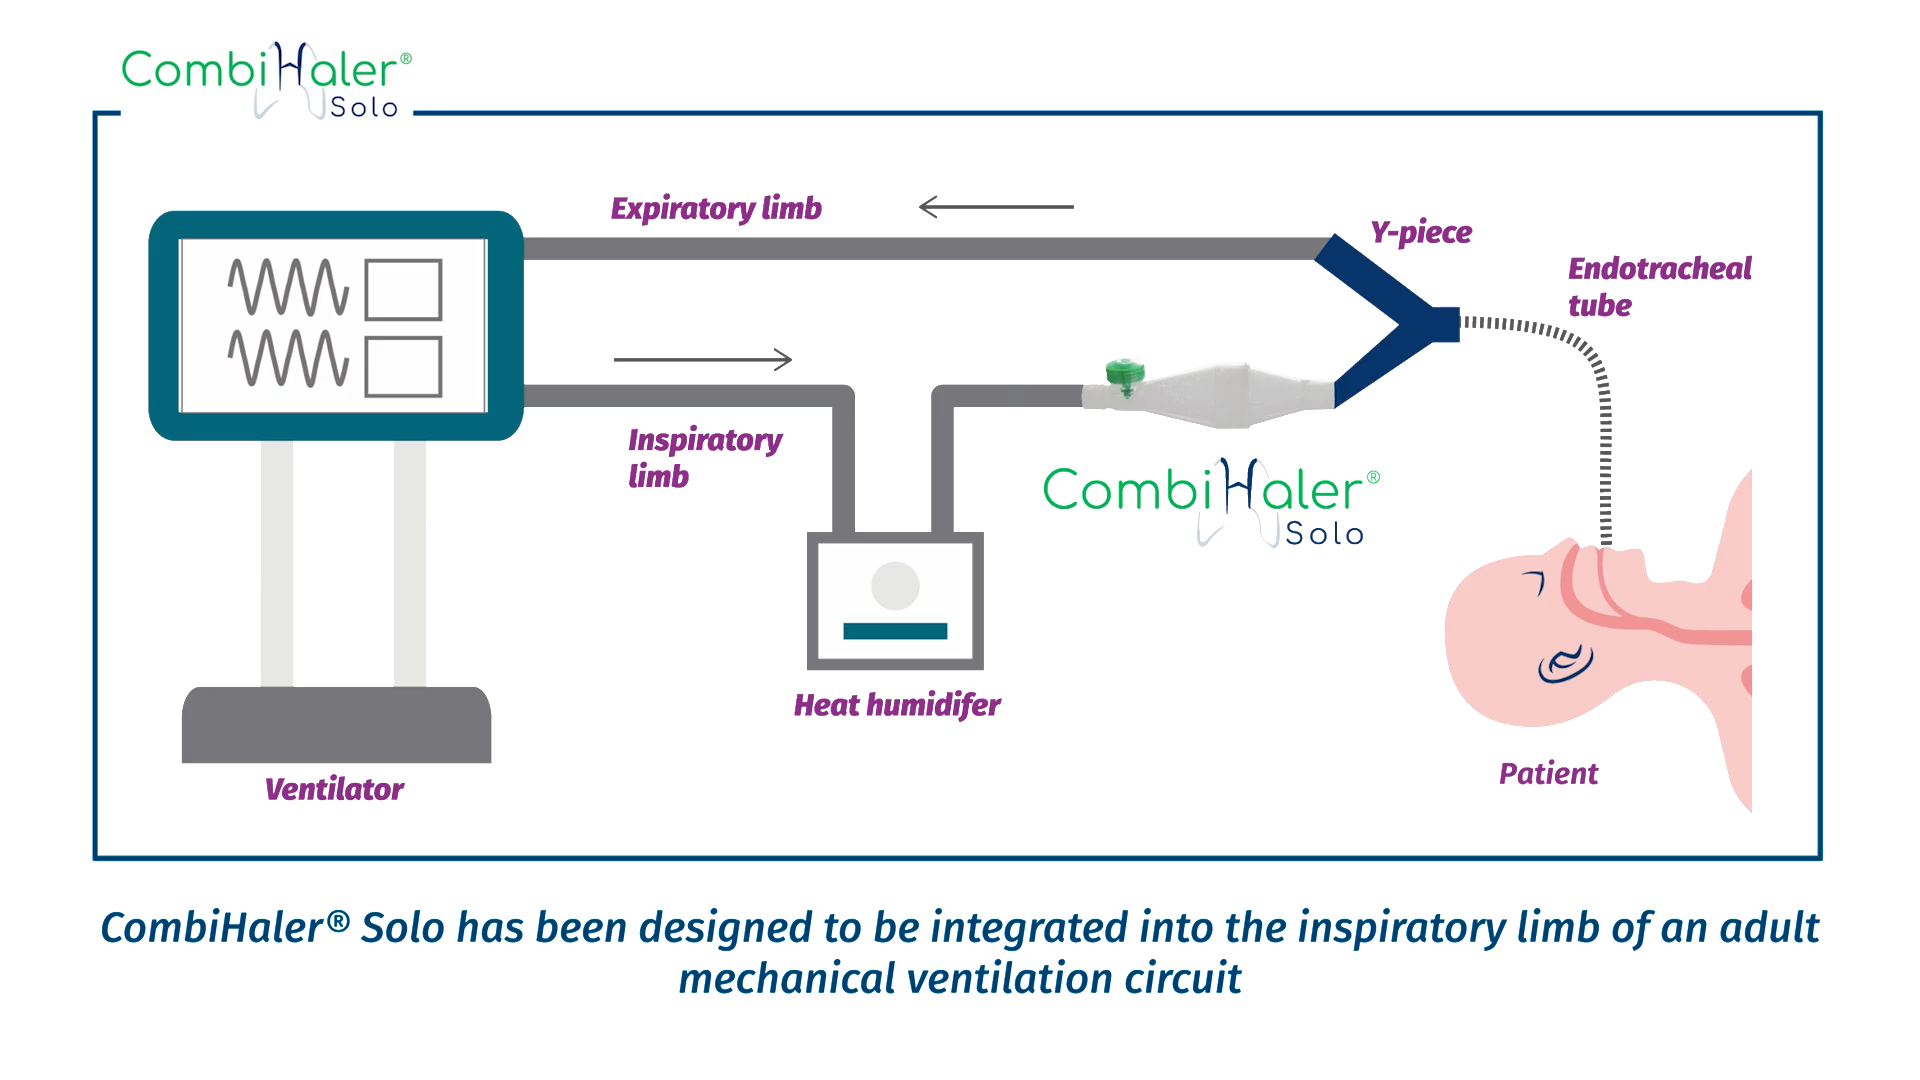 CombiHaler®
Solo
Expiratory limb
Y-piece
Endotracheal
tube
Inspiratory
limb
CombiHaler®
Solo
Heat humidifer
Patient
Ventilator
CombiHaler® Solo has been designed to be integrated into the inspiratory limb of an adult
mechanical ventilation circuit